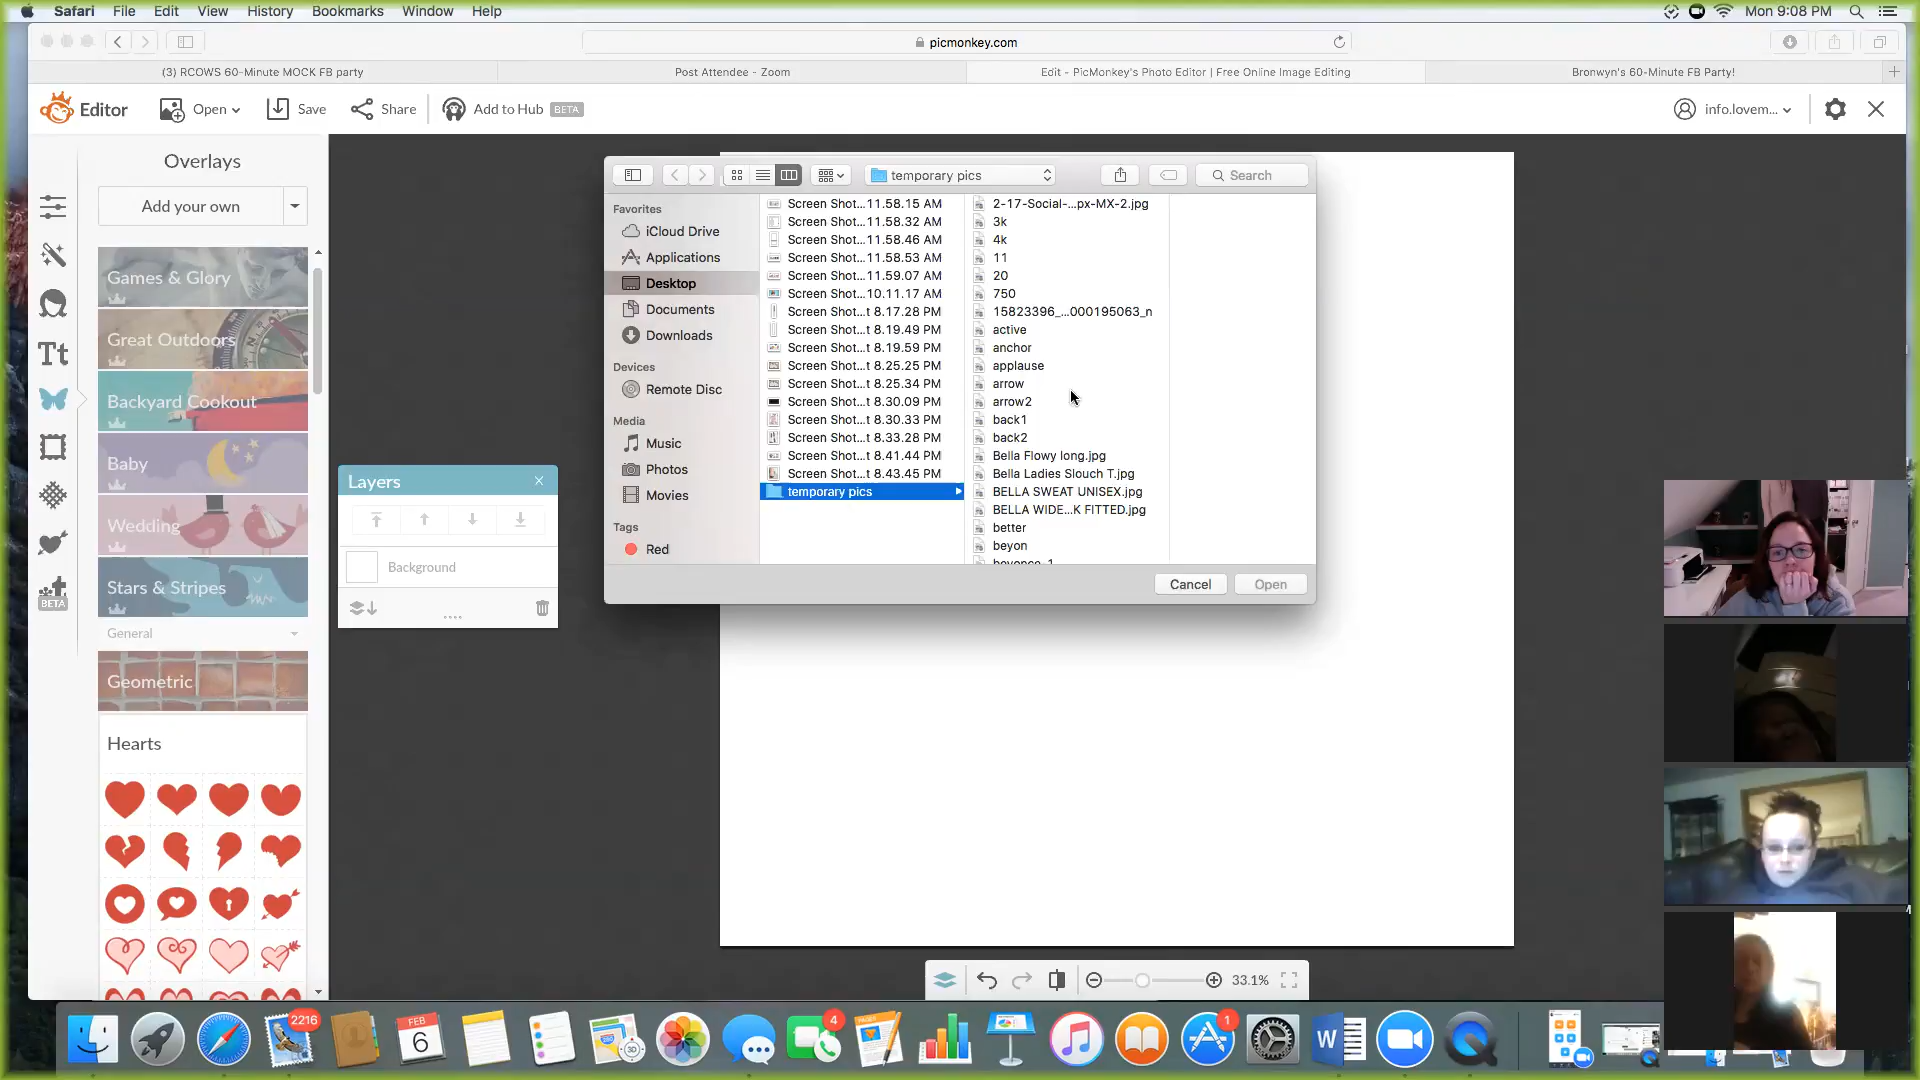 Safari File Edit View History Bookmarks Window Help Mon 9:08 PM
picmonkey.com
(3) RCOWS 60-Minute MOCK FB party Post Attendee - Zoom Edit - PicMonkey's Photo Editor | Free Online Image Editing Bronwyn's 60-Minute FB Party!
Editor Open Save Share Add to Hub BETA info.lovem...
Overlays
Add your own
Games & Glory
Great Outdoors
Backyard Cookout
Baby
Wedding
Stars & Stripes
General
Geometric
Hearts
BETA
Layers
Background
temporary pics
Search
Favorites
iCloud Drive
Applications
Desktop
Documents
Downloads
Devices
Remote Disc
Media
Music
Photos
Movies
Tags
Red
Screen Shot...11.58.15 AM
Screen Shot...11.58.32 AM
Screen Shot...11.58.46 AM
Screen Shot...11.58.53 AM
Screen Shot...11.59.07 AM
Screen Shot...10.11.17 AM
Screen Shot...t 8.17.28 PM
Screen Shot...t 8.19.49 PM
Screen Shot...t 8.19.59 PM
Screen Shot...t 8.25.25 PM
Screen Shot...t 8.25.34 PM
Screen Shot...t 8.30.09 PM
Screen Shot...t 8.30.33 PM
Screen Shot...t 8.33.28 PM
Screen Shot...t 8.41.44 PM
Screen Shot...t 8.43.45 PM
temporary pics
2-17-Social-...px-MX-2.jpg
3k
4k
11
20
750
15823396_...000195063_n
active
anchor
applause
arrow
arrow2
back1
back2
Bella Flowy long.jpg
Bella Ladies Slouch T.jpg
BELLA SWEAT UNISEX.jpg
BELLA WIDE...K FITTED.jpg
better
beyon
beyonce-1
Cancel Open
33.1%
2216
FEB
6
3D
4
1
W